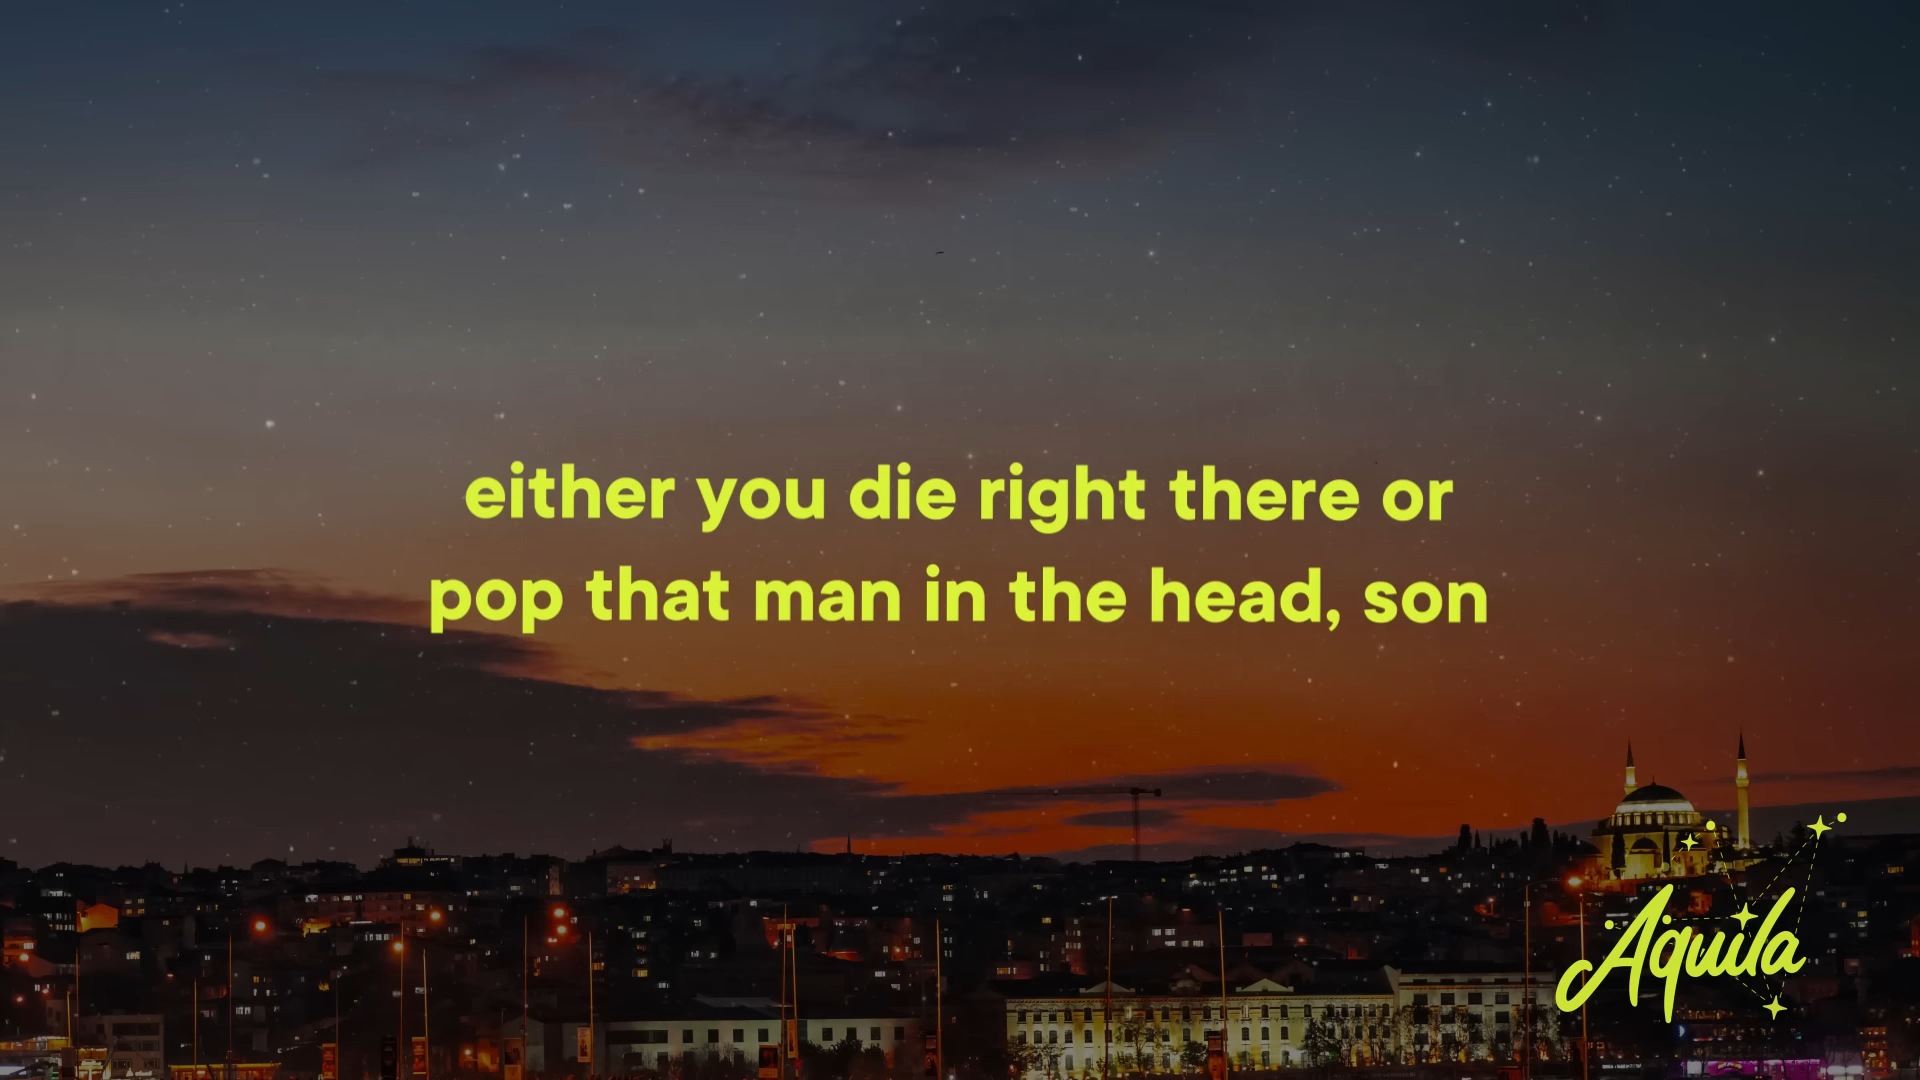 either you die right there or
pop that man in the head, son
Aquila